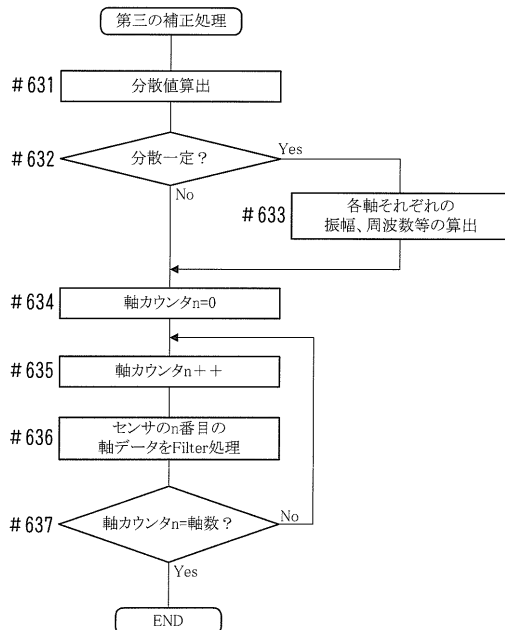 第三の補正処理
#631
分散値算出
#632
分散一定？
Yes
No
#633
各軸それぞれの
振幅、周波数等の算出
#634
軸カウンタn=0
#635
軸カウンタn++
#636
センサのn番目の
軸データをFilter処理
#637
軸カウンタn=軸数？
No
Yes
END